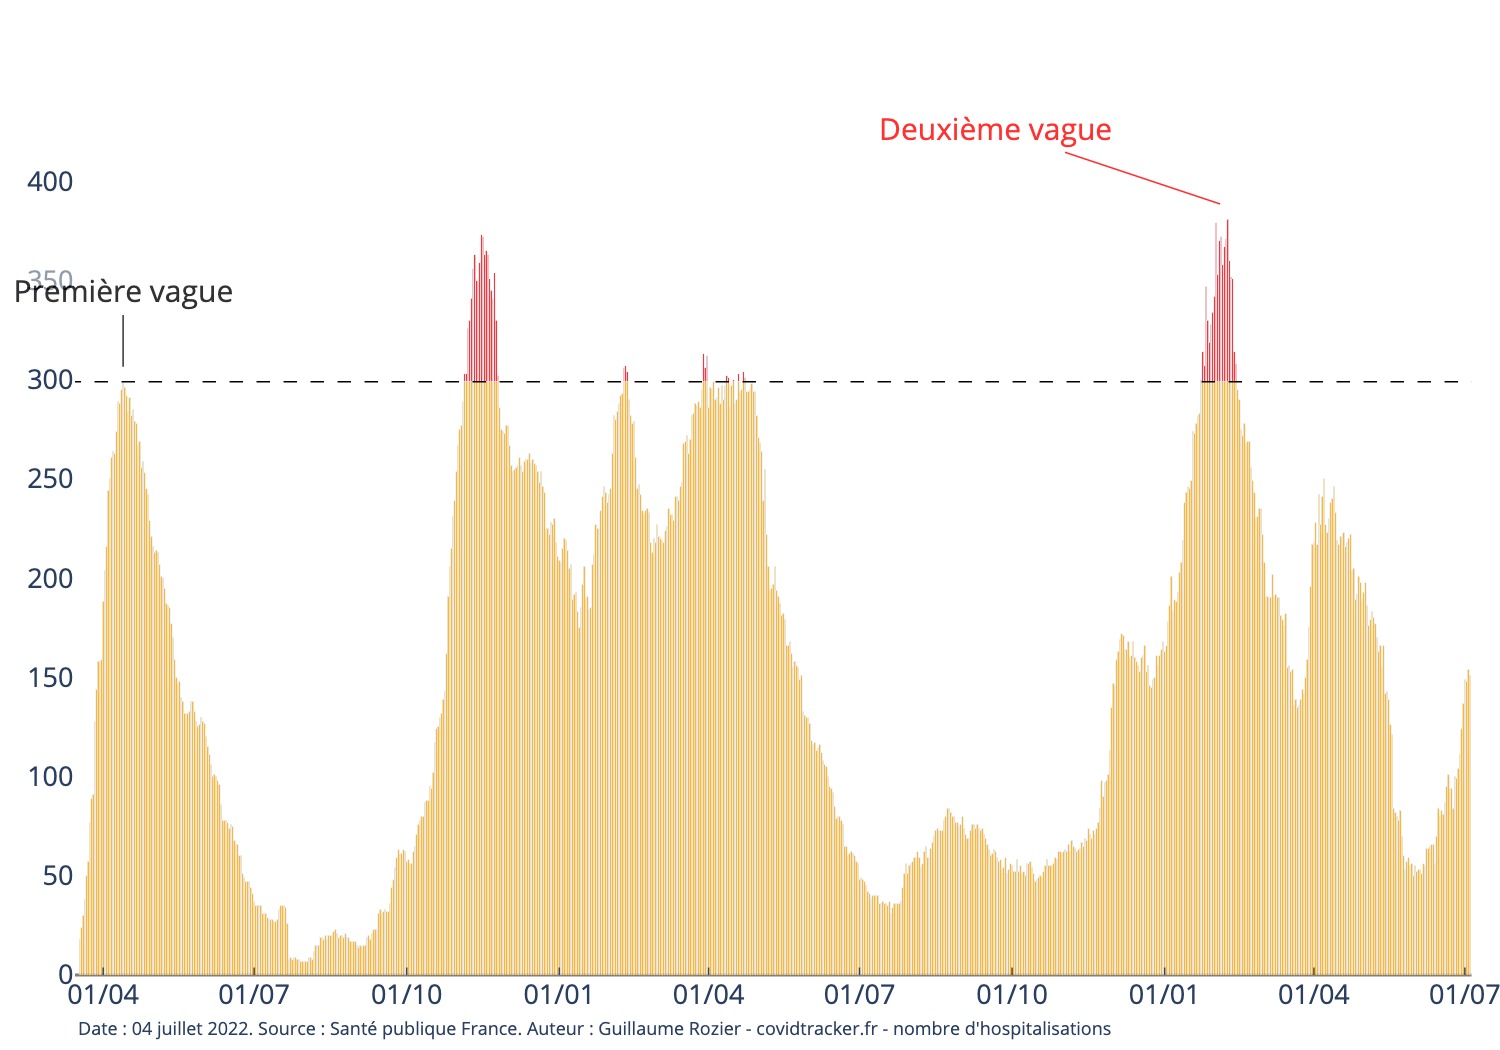 Deuxième vague
400
350
Première vague
300
250
200
150
100
50
0
01/04 01/07 01/10 01/01 01/04 01/07 01/10 01/01 01/04 01/07
Date : 04 juillet 2022. Source : Santé publique France. Auteur : Guillaume Rozier - covidtracker.fr - nombre d'hospitalisations